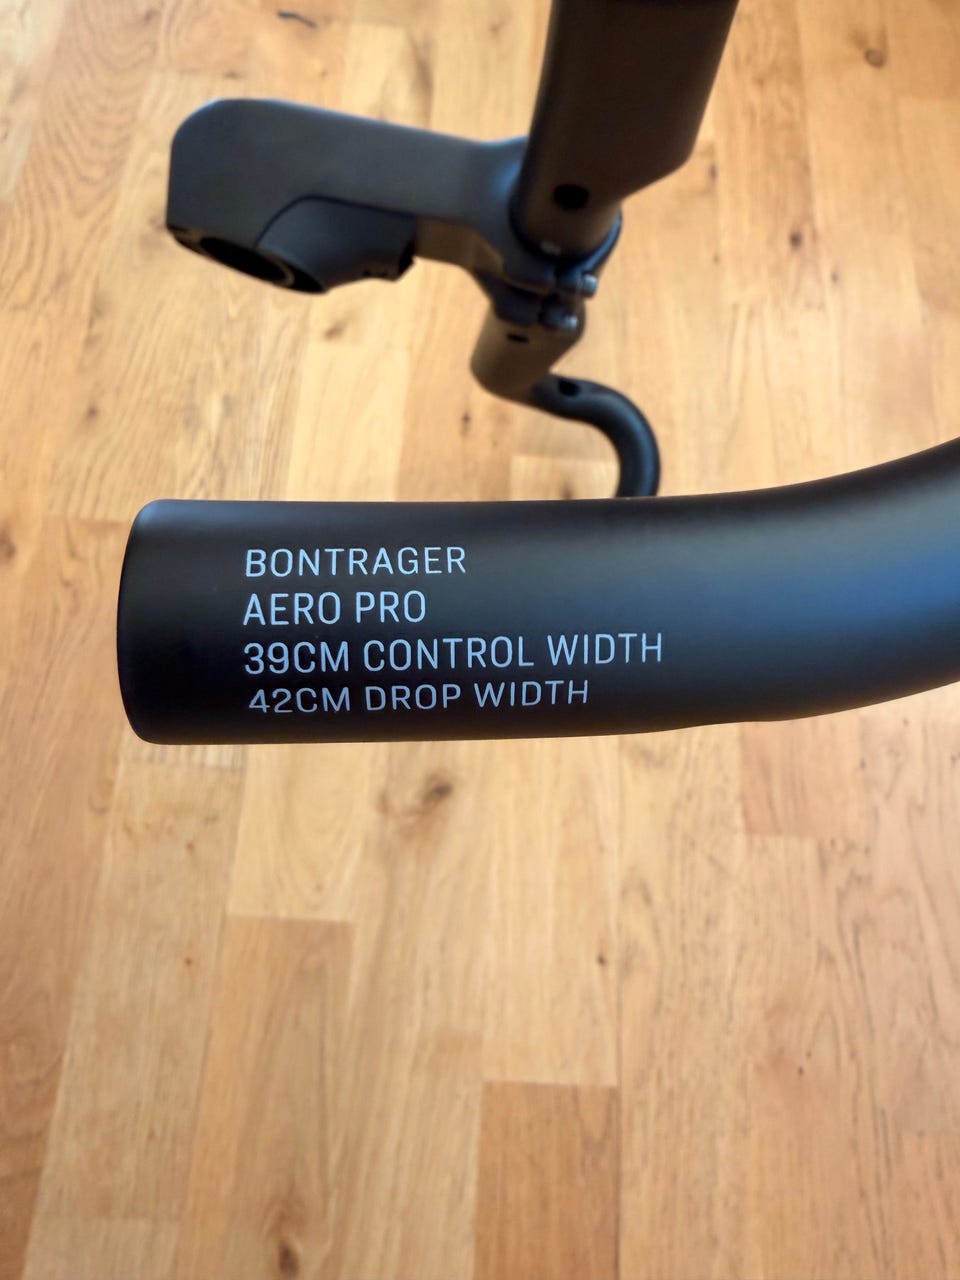 BONTRAGER
AERO PRO
39CM CONTROL WIDTH
42CM DROP WIDTH